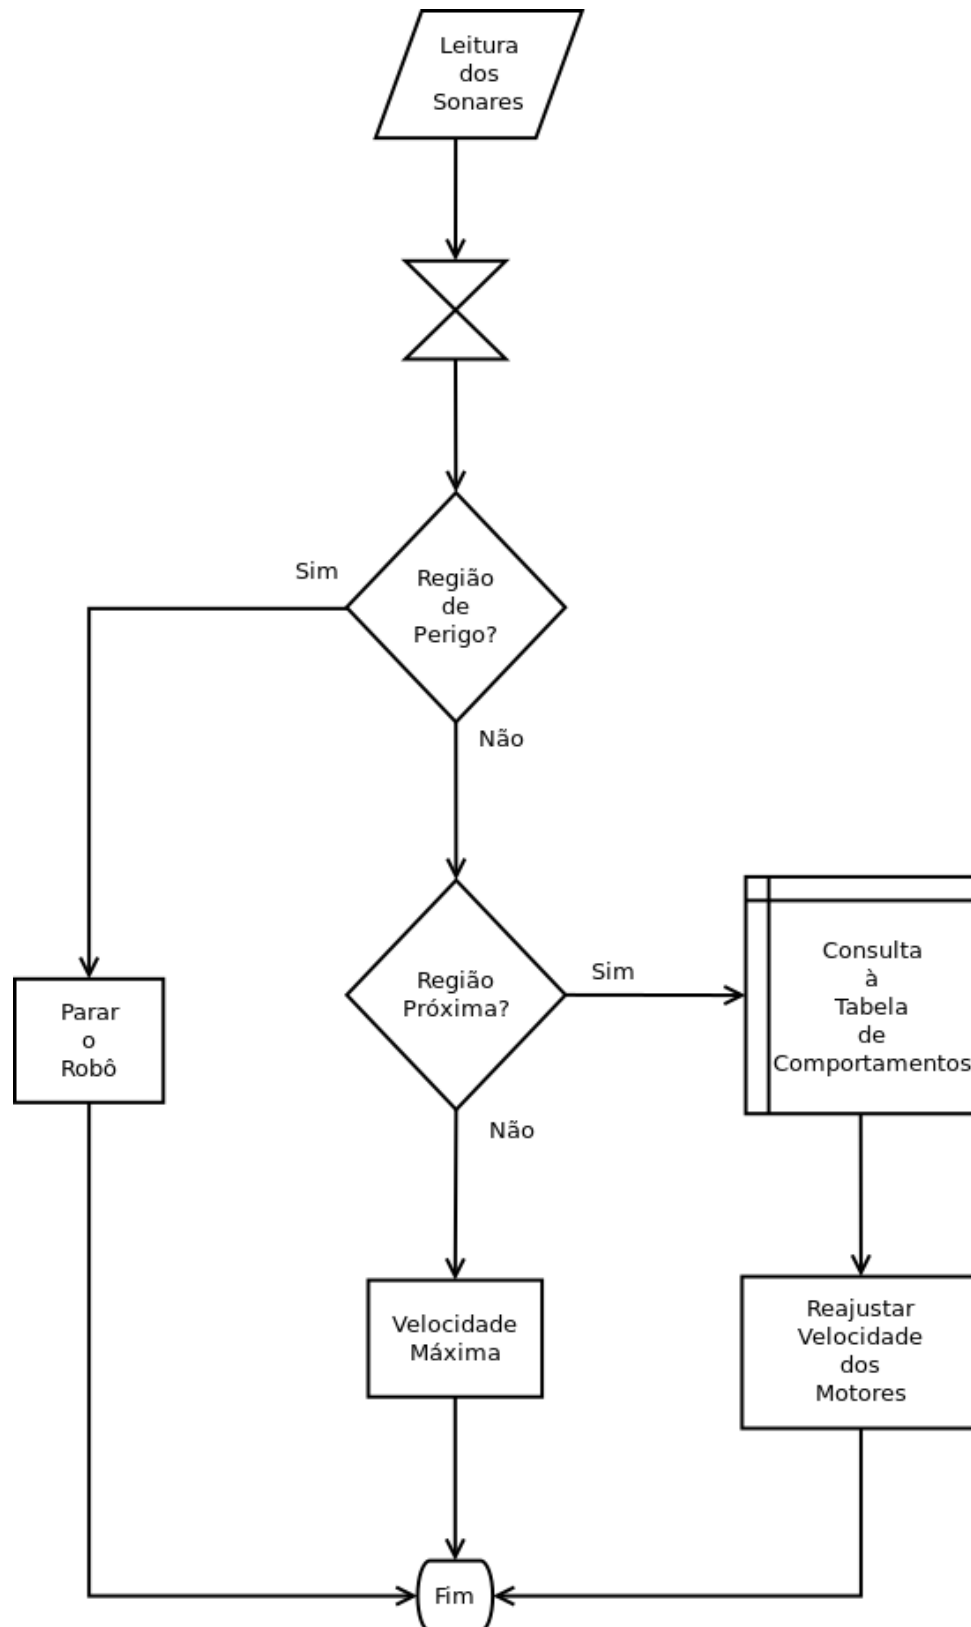 Leitura
dos
Sonares
Sim
Região
de
Perigo?
Não
Parar
o
Robô
Região
Próxima?
Sim
Consulta
à
Tabela
de
Comportamentos
Não
Velocidade
Máxima
Reajustar
Velocidade
dos
Motores
Fim